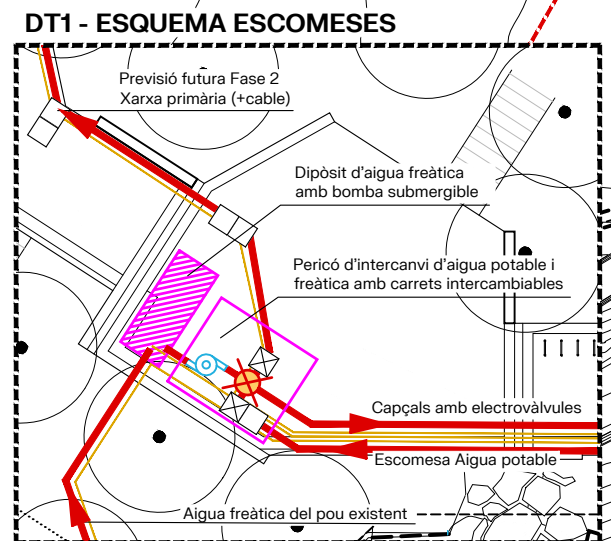 DT1 - ESQUEMA ESCOMESES
Previsió futura Fase 2
Xarxa primària (+cable)
Dipòsit d'aigua freàtica
amb bomba submergible
Pericó d'intercanvi d'aigua potable i
freàtica amb carrets intercambiables
Capçals amb electrovàlvules
Escomesa Aigua potable
Aigua freàtica del pou existent